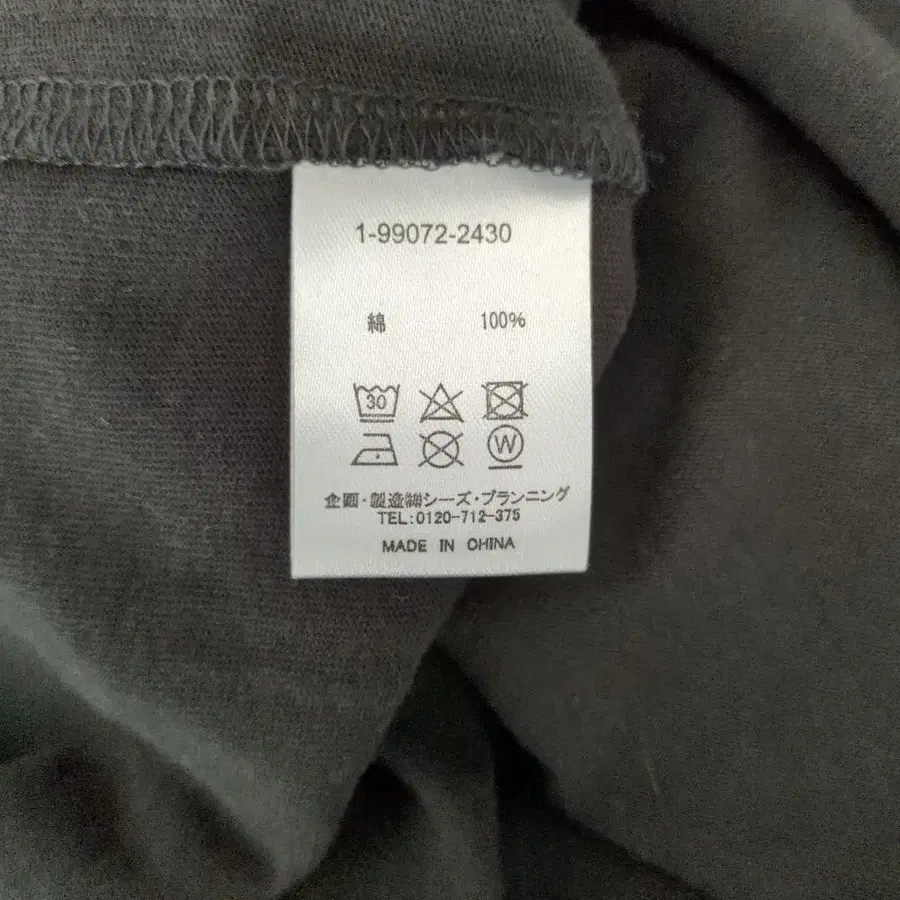 1-99072-2430
綿 100%
30
W
企画・製造㈱シーズ・プランニング
TEL:0120-712-375
MADE IN CHINA